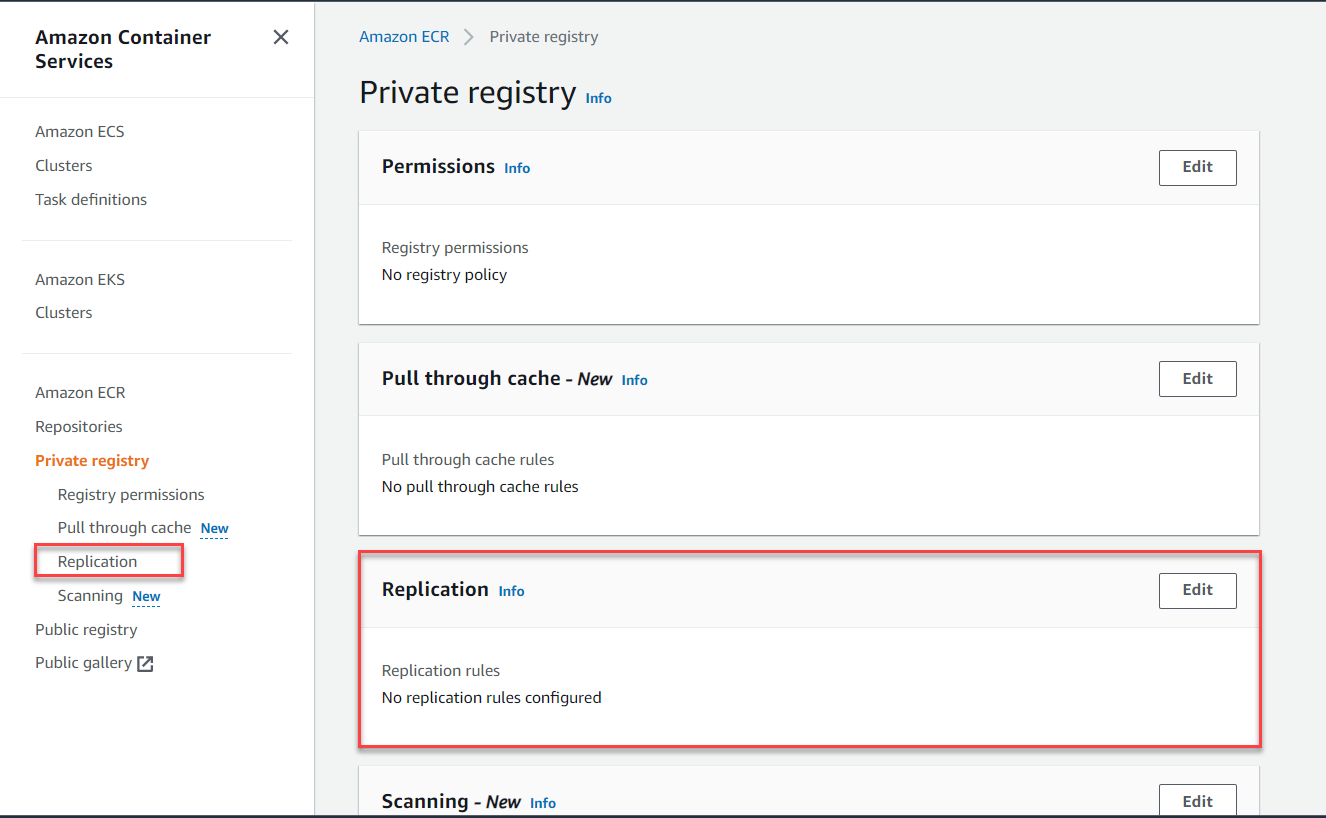 Amazon Container
Services
Amazon ECS
Clusters
Task definitions
Amazon EKS
Clusters
Amazon ECR
Repositories
Private registry
Registry permissions
Pull through cache New
Replication
Scanning New
Public registry
Public gallery
Amazon ECR Private registry
Private registry Info
Permissions Info Edit
Registry permissions
No registry policy
Pull through cache - New Info Edit
Pull through cache rules
No pull through cache rules
Replication Info Edit
Replication rules
No replication rules configured
Scanning - New Info Edit